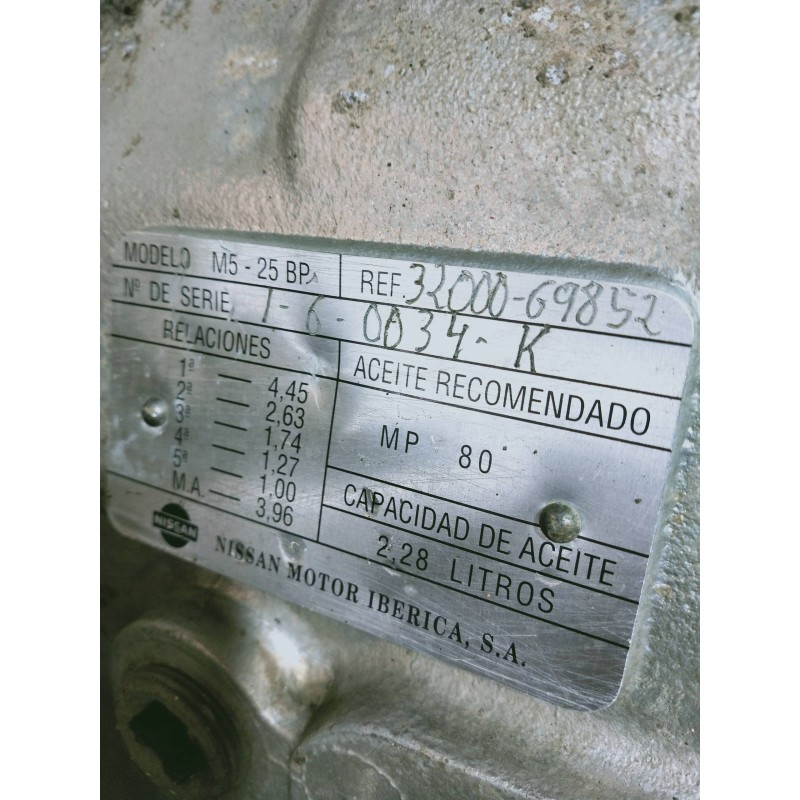 MODELO M5 - 25 BP REF. 32000-69852
Nº DE SERIE, 1-6-0034-K
RELACIONES
1ª — 4,45
2ª — 2,63
3ª — 1,74
4ª — 1,27
5ª — 1,00
M.A. — 3,96
ACEITE RECOMENDADO
MP 80
CAPACIDAD DE ACEITE
2,28 LITROS
NISSAN
NISSAN MOTOR IBERICA, S.A.